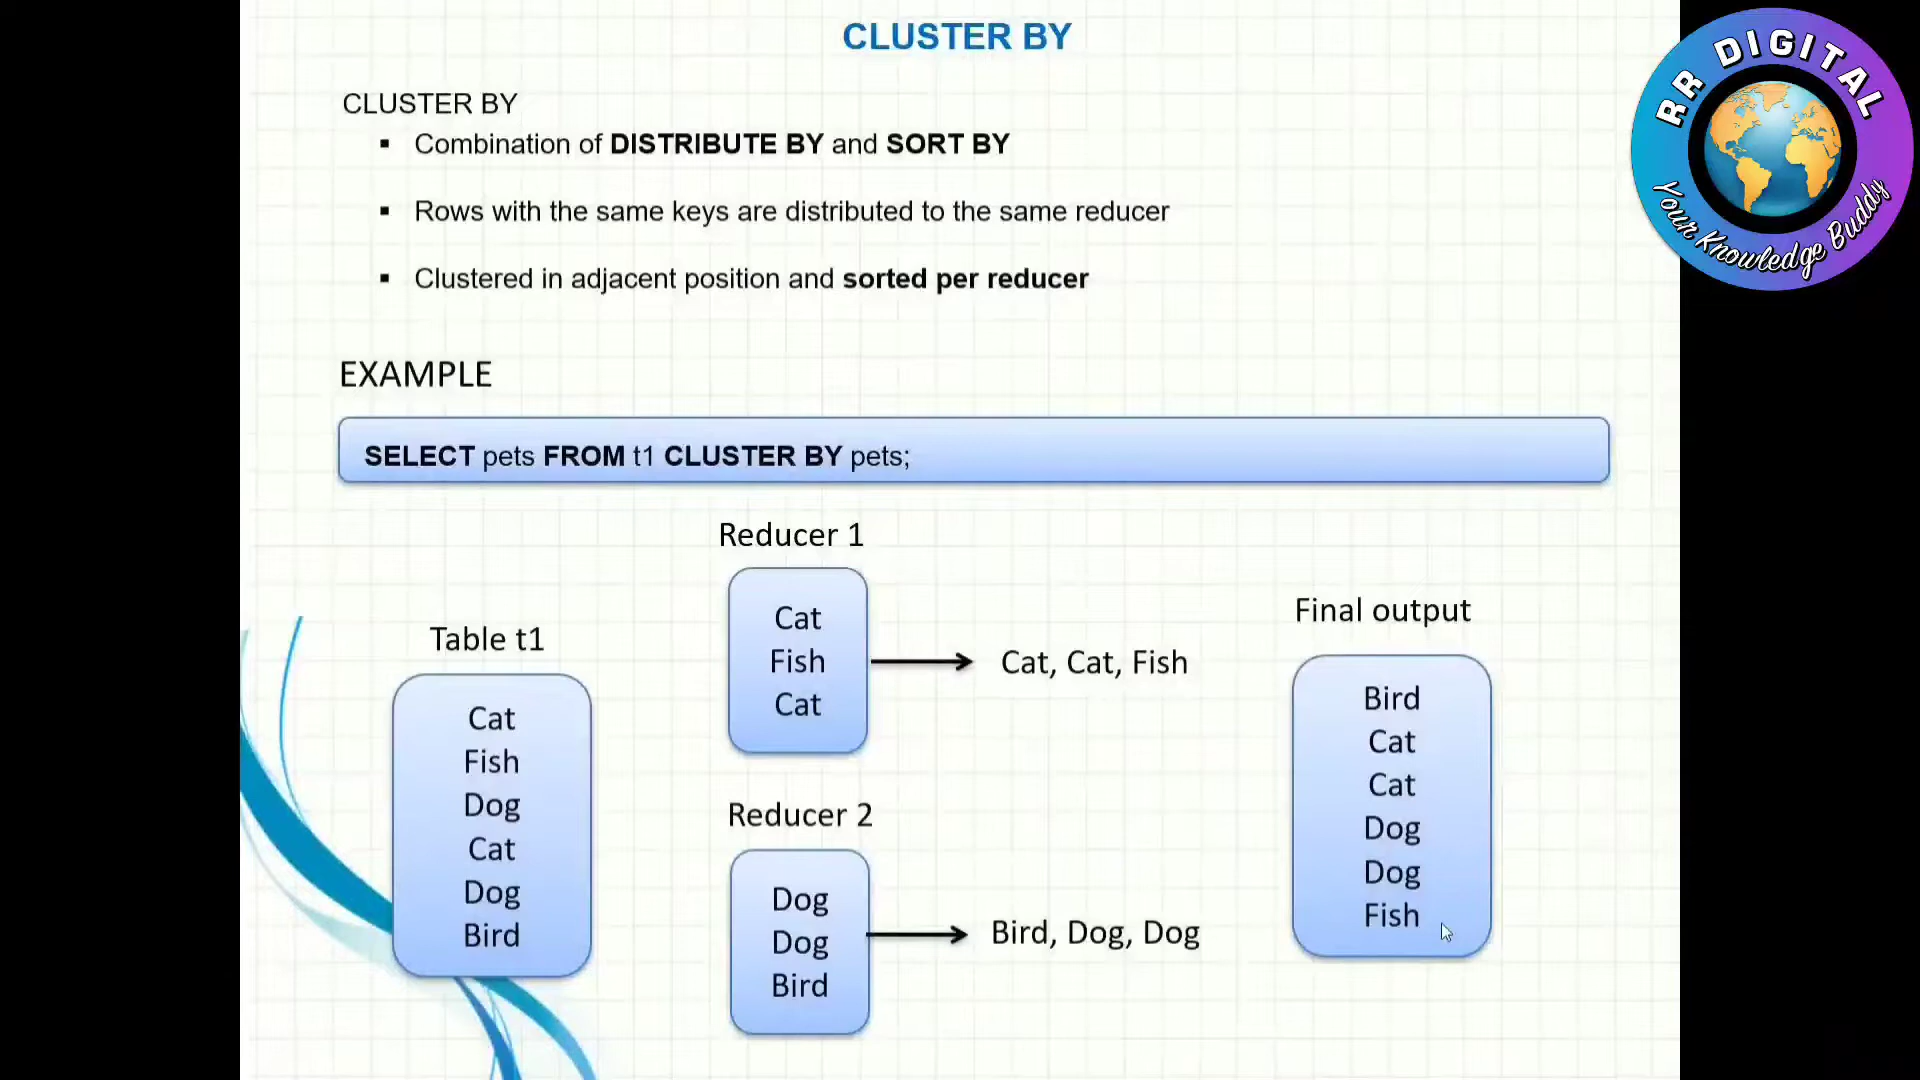 CLUSTER BY
RR DIGITAL
Your Knowledge Buddy
CLUSTER BY
▪ Combination of DISTRIBUTE BY and SORT BY
▪ Rows with the same keys are distributed to the same reducer
▪ Clustered in adjacent position and sorted per reducer
EXAMPLE
SELECT pets FROM t1 CLUSTER BY pets;
Table t1
Cat
Fish
Dog
Cat
Dog
Bird
Reducer 1
Cat
Fish
Cat
Cat, Cat, Fish
Reducer 2
Dog
Dog
Bird
Bird, Dog, Dog
Final output
Bird
Cat
Cat
Dog
Dog
Fish